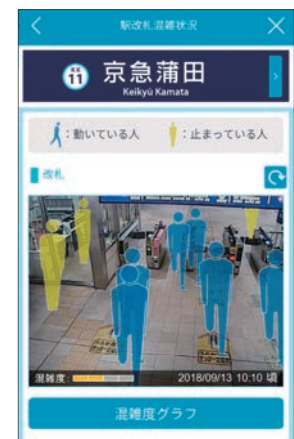 駅改札混雑状況
KK
11
京急蒲田
Keikyū Kamata
：動いている人
：止まっている人
改札
混雑度：
2018/09/13 10:10 頃
混雑度グラフ